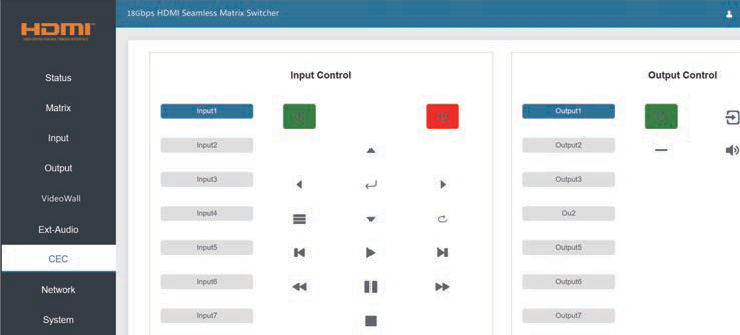 HDMI
18Gbps HDMI Seamless Matrix Switcher
Status
Matrix
Input
Output
VideoWall
Ext-Audio
CEC
Network
System
Input Control
Input1
Input2
Input3
Input4
Input5
Input6
Input7
Output Control
Output1
Output2
Output3
Ou2
Output5
Output6
Output7